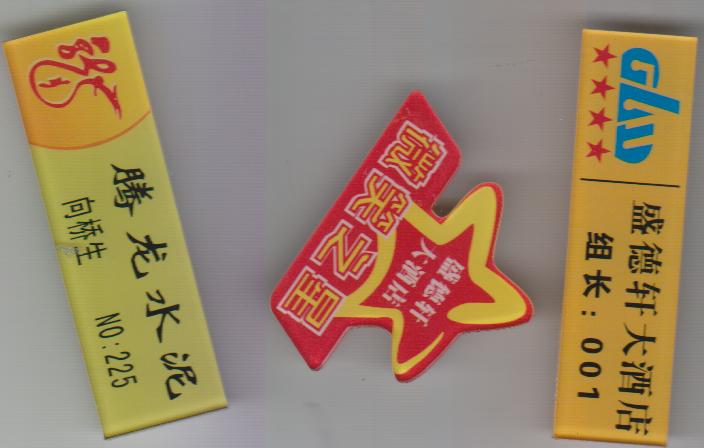 腾龙水泥
向桥生
NO:225
微笑之星
盛德轩
大酒店
GLW
盛德轩大酒店
组长：001